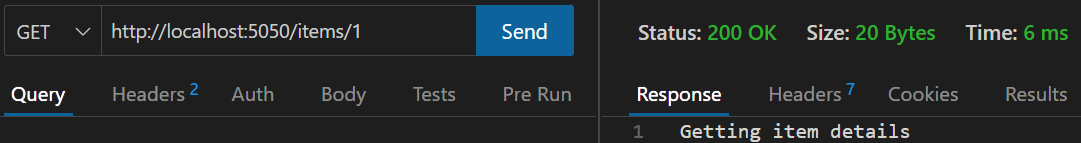 GET http://localhost:5050/items/1 Send
Status: 200 OK Size: 20 Bytes Time: 6 ms
Query Headers 2 Auth Body Tests Pre Run
Response Headers 7 Cookies Results
1 Getting item details